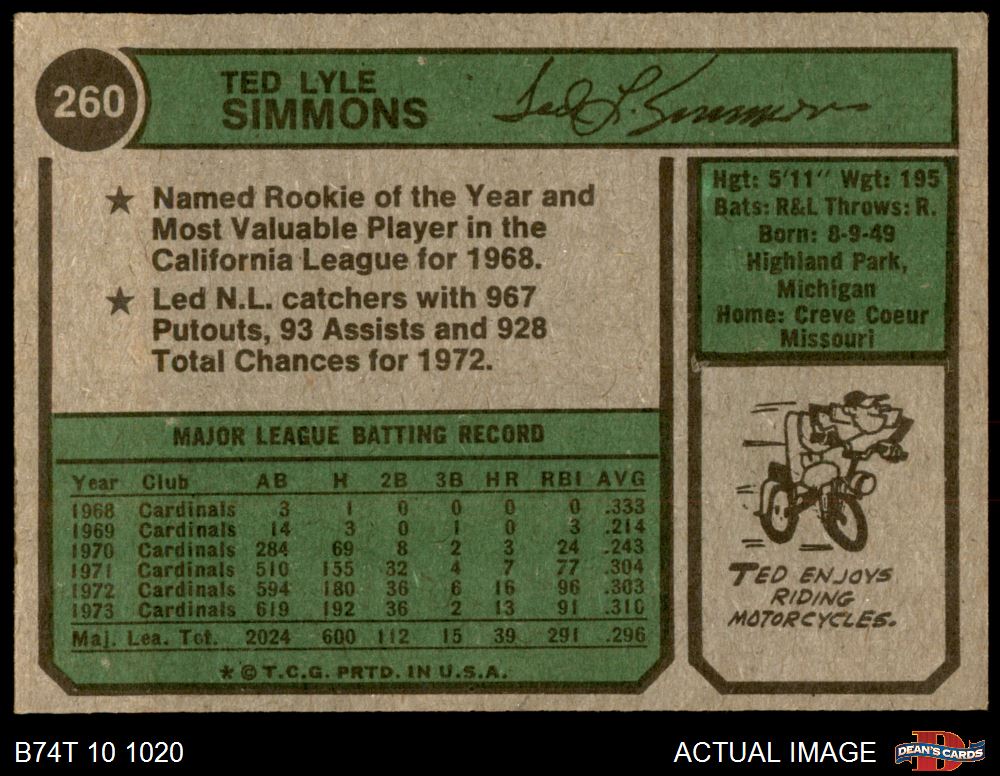 260
TED LYLE
SIMMONS
Ted L. Simmons
★ Named Rookie of the Year and
Most Valuable Player in the
California League for 1968.
★ Led N.L. catchers with 967
Putouts, 93 Assists and 928
Total Chances for 1972.
Hgt: 5'11" Wgt: 195
Bats: R&L Throws: R.
Born: 8-9-49
Highland Park,
Michigan
Home: Creve Coeur
Missouri
MAJOR LEAGUE BATTING RECORD
Year Club AB H 2B 3B HR RBI AVG
1968 Cardinals 3 1 0 0 0 0 .333
1969 Cardinals 14 3 0 1 0 3 .214
1970 Cardinals 284 69 8 2 3 24 .243
1971 Cardinals 510 155 32 4 7 77 .304
1972 Cardinals 594 180 36 6 16 96 .303
1973 Cardinals 619 192 36 2 13 91 .310
Maj. Lea. Tot. 2024 600 112 15 39 291 .296
* © T.C.G. PRTD. IN U.S.A.
TED ENJOYS
RIDING
MOTORCYCLES.
B74T 10 1020
ACTUAL IMAGE
DEAN'S CARDS